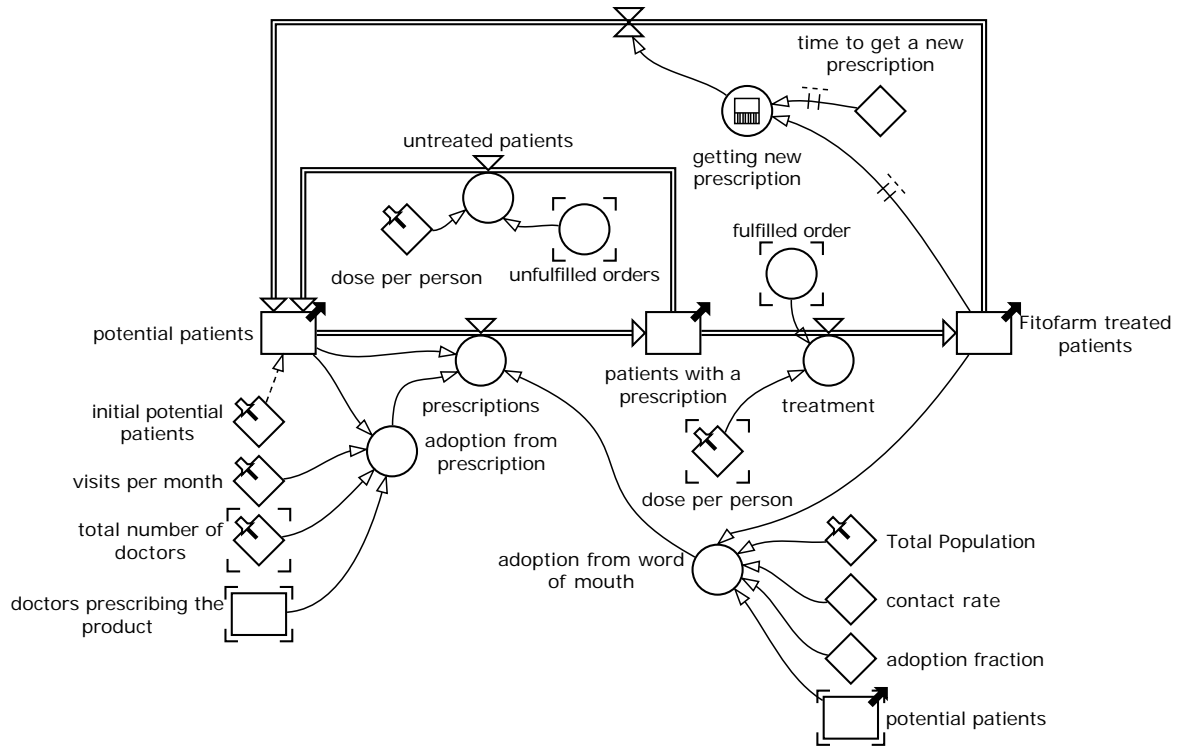 time to get a new
prescription
untreated patients
getting new
prescription
fulfilled order
dose per person
unfulfilled orders
potential patients
Fitofarm treated
patients
patients with a
prescription
prescriptions
treatment
initial potential
patients
adoption from
prescription
visits per month
dose per person
total number of
doctors
adoption from word
of mouth
Total Population
doctors prescribing the
product
contact rate
adoption fraction
potential patients